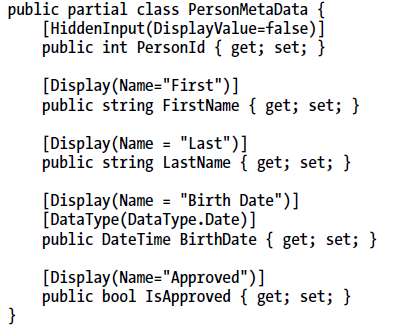 public partial class PersonMetaData {
    [HiddenInput(DisplayValue=false)]
    public int PersonId { get; set; }

    [Display(Name="First")]
    public string FirstName { get; set; }

    [Display(Name = "Last")]
    public string LastName { get; set; }

    [Display(Name = "Birth Date")]
    [DataType(DataType.Date)]
    public DateTime BirthDate { get; set; }

    [Display(Name="Approved")]
    public bool IsApproved { get; set; }
}